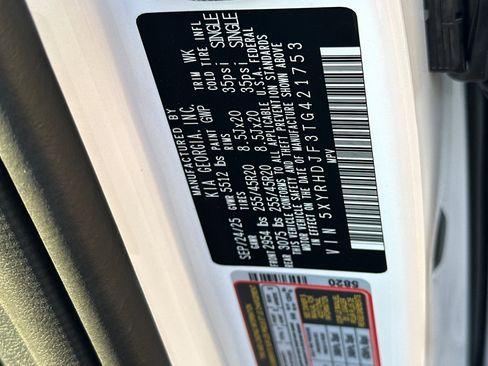 MANUFACTURED BY
KIA GEORGIA, INC.
SEP/24/25 PAINT GWP TRIM WK
GVWR 5512 lbs
GAWR TIRES RIMS COLD TIRE INFL
FRONT 2954 lbs 255/45R20 8.5Jx20 35psi SINGLE
REAR 3075 lbs 255/45R20 8.5Jx20 35psi SINGLE
THIS VEHICLE CONFORMS TO ALL APPLICABLE U.S.A. FEDERAL
MOTOR VEHICLE SAFETY AND THEFT PREVENTION STANDARDS
IN EFFECT ON THE DATE OF MANUFACTURE SHOWN ABOVE
VIN 5XYRHDJF3TG421753
MPV
5820